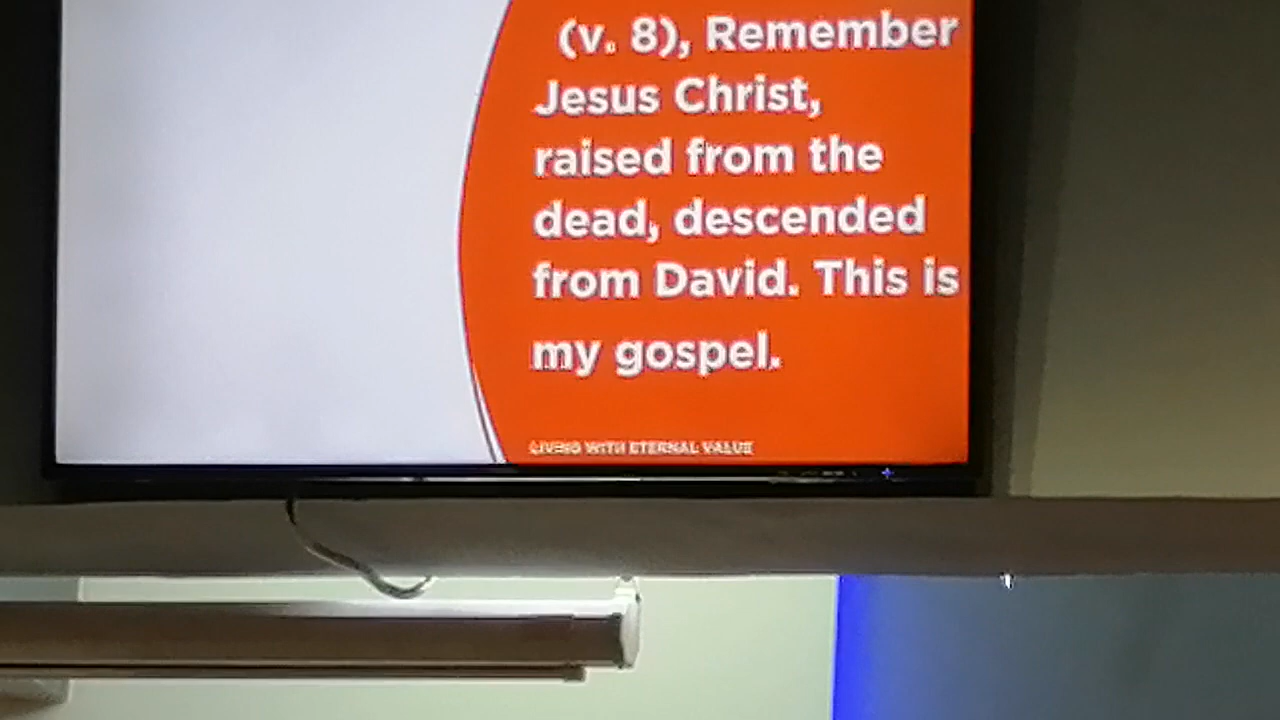 (v. 8), Remember
Jesus Christ,
raised from the
dead, descended
from David. This is
my gospel.
LIVING WITH ETERNAL VALUE